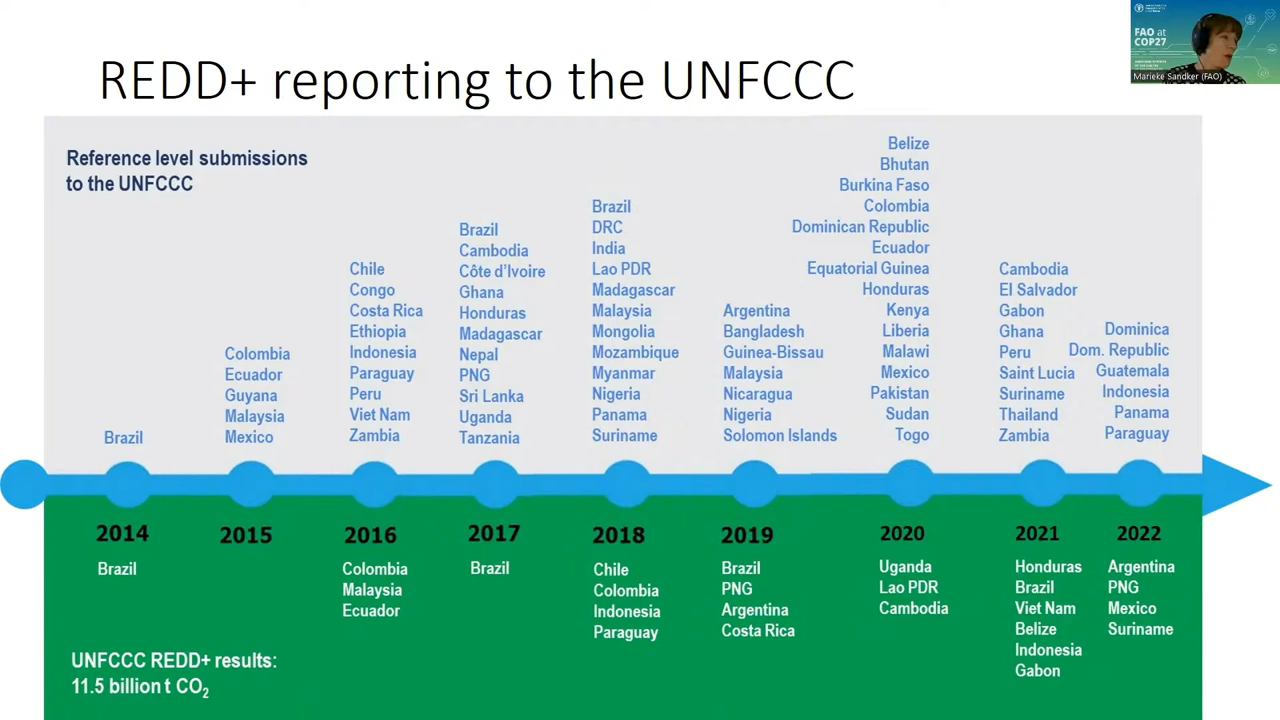 REDD+ reporting to the UNFCCC
FAO at
COP27
Marieke Sandker (FAO)
Reference level submissions
to the UNFCCC
Brazil
Colombia
Ecuador
Guyana
Malaysia
Mexico
Chile
Congo
Costa Rica
Ethiopia
Indonesia
Paraguay
Peru
Viet Nam
Zambia
Brazil
Cambodia
Côte d'Ivoire
Ghana
Honduras
Madagascar
Nepal
PNG
Sri Lanka
Uganda
Tanzania
Brazil
DRC
India
Lao PDR
Madagascar
Malaysia
Mongolia
Mozambique
Myanmar
Nigeria
Panama
Suriname
Argentina
Bangladesh
Guinea-Bissau
Malaysia
Nicaragua
Nigeria
Solomon Islands
Belize
Bhutan
Burkina Faso
Colombia
Dominican Republic
Ecuador
Equatorial Guinea
Honduras
Kenya
Liberia
Malawi
Mexico
Pakistan
Sudan
Togo
Cambodia
El Salvador
Gabon
Ghana
Peru
Saint Lucia
Suriname
Thailand
Zambia
Dominica
Dom. Republic
Guatemala
Indonesia
Panama
Paraguay
2014
Brazil
2015
2016
Colombia
Malaysia
Ecuador
2017
Brazil
2018
Chile
Colombia
Indonesia
Paraguay
2019
Brazil
PNG
Argentina
Costa Rica
2020
Uganda
Lao PDR
Cambodia
2021
Honduras
Brazil
Viet Nam
Belize
Indonesia
Gabon
2022
Argentina
PNG
Mexico
Suriname
UNFCCC REDD+ results:
11.5 billion t CO₂